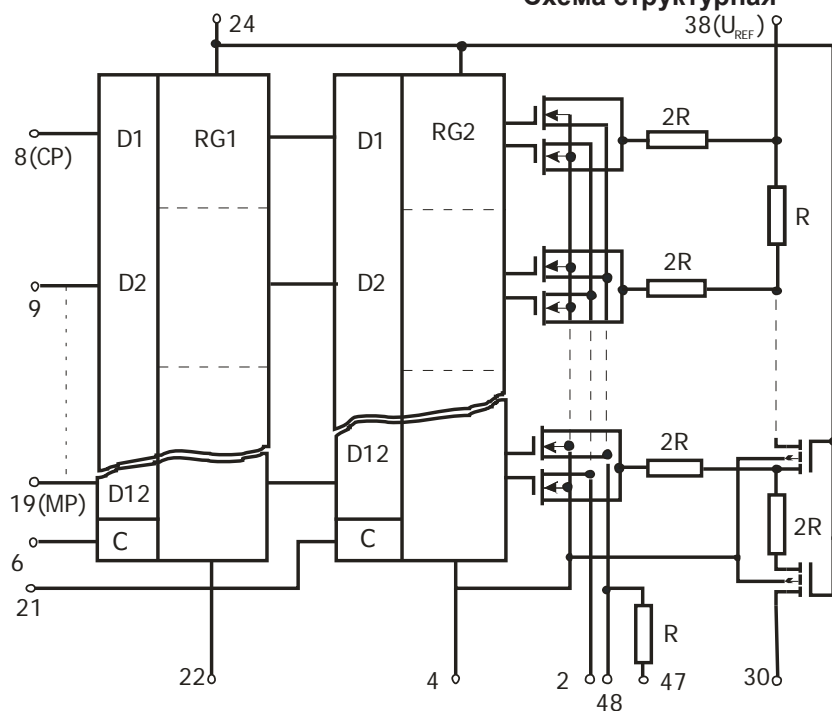 Схема структурная
24
38(U_REF)
D1
RG1
D1
RG2
2R
8(CP)
R
D2
D2
2R
9
D12
2R
D12
19(MP)
C
C
2R
6
21
R
22
4
2
47
30
48